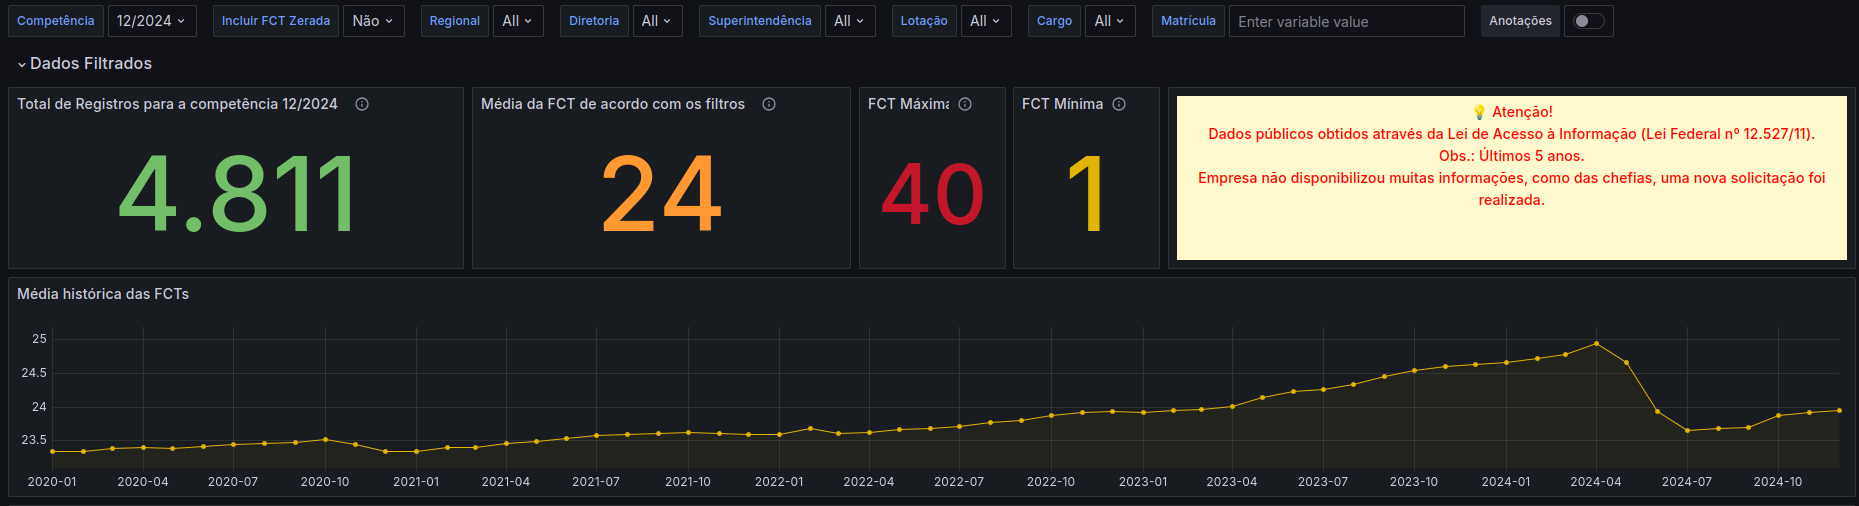 Competência 12/2024 Incluir FCT Zerada Não Regional All Diretoria All Superintendência All Lotação All Cargo All Matrícula Enter variable value Anotações
Dados Filtrados
Total de Registros para a competência 12/2024
4.811
Média da FCT de acordo com os filtros
24
FCT Máxima
40
FCT Mínima
1
💡 Atenção!
Dados públicos obtidos através da Lei de Acesso à Informação (Lei Federal nº 12.527/11).
Obs.: Últimos 5 anos.
Empresa não disponibilizou muitas informações, como das chefias, uma nova solicitação foi
realizada.
Média histórica das FCTs
25
24.5
24
23.5
2020-01 2020-04 2020-07 2020-10 2021-01 2021-04 2021-07 2021-10 2022-01 2022-04 2022-07 2022-10 2023-01 2023-04 2023-07 2023-10 2024-01 2024-04 2024-07 2024-10